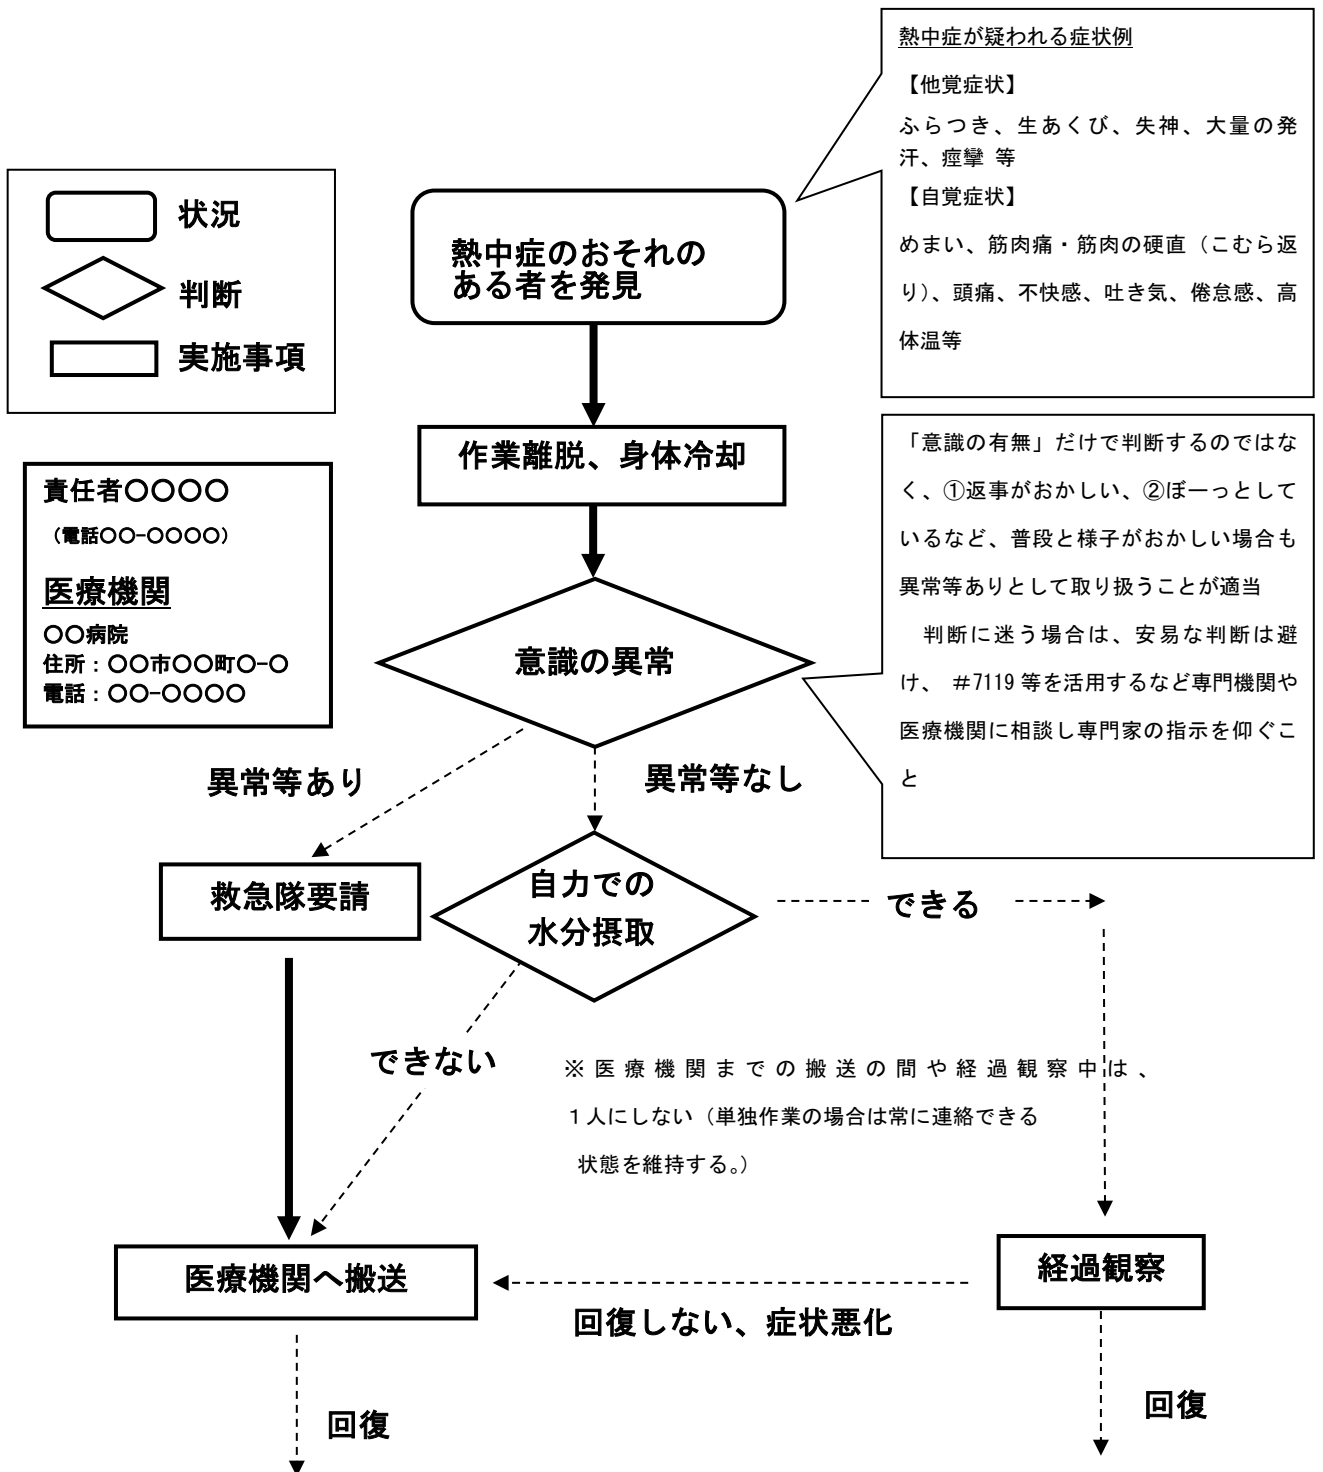 熱中症が疑われる症状例
【他覚症状】
ふらつき、生あくび、失神、大量の発
汗、痙攣 等
【自覚症状】
めまい、筋肉痛・筋肉の硬直（こむら返
り）、頭痛、不快感、吐き気、倦怠感、高
体温等
状況
判断
実施事項
熱中症のおそれの
ある者を発見
作業離脱、身体冷却
責任者〇〇〇〇
（電話〇〇-〇〇〇〇）
医療機関
〇〇病院
住所：〇〇市〇〇町〇-〇
電話：〇〇-〇〇〇〇
「意識の有無」だけで判断するのではな
く、①返事がおかしい、②ぼーっとして
いるなど、普段と様子がおかしい場合も
異常等ありとして取り扱うことが適当
判断に迷う場合は、安易な判断は避
け、 ＃7119 等を活用するなど専門機関や
医療機関に相談し専門家の指示を仰ぐこ
と
意識の異常
異常等あり
異常等なし
救急隊要請
自力での
水分摂取
できる
できない
※医療機関までの搬送の間や経過観察中は、
１人にしない（単独作業の場合は常に連絡できる
状態を維持する。）
医療機関へ搬送
経過観察
回復しない、症状悪化
回復
回復